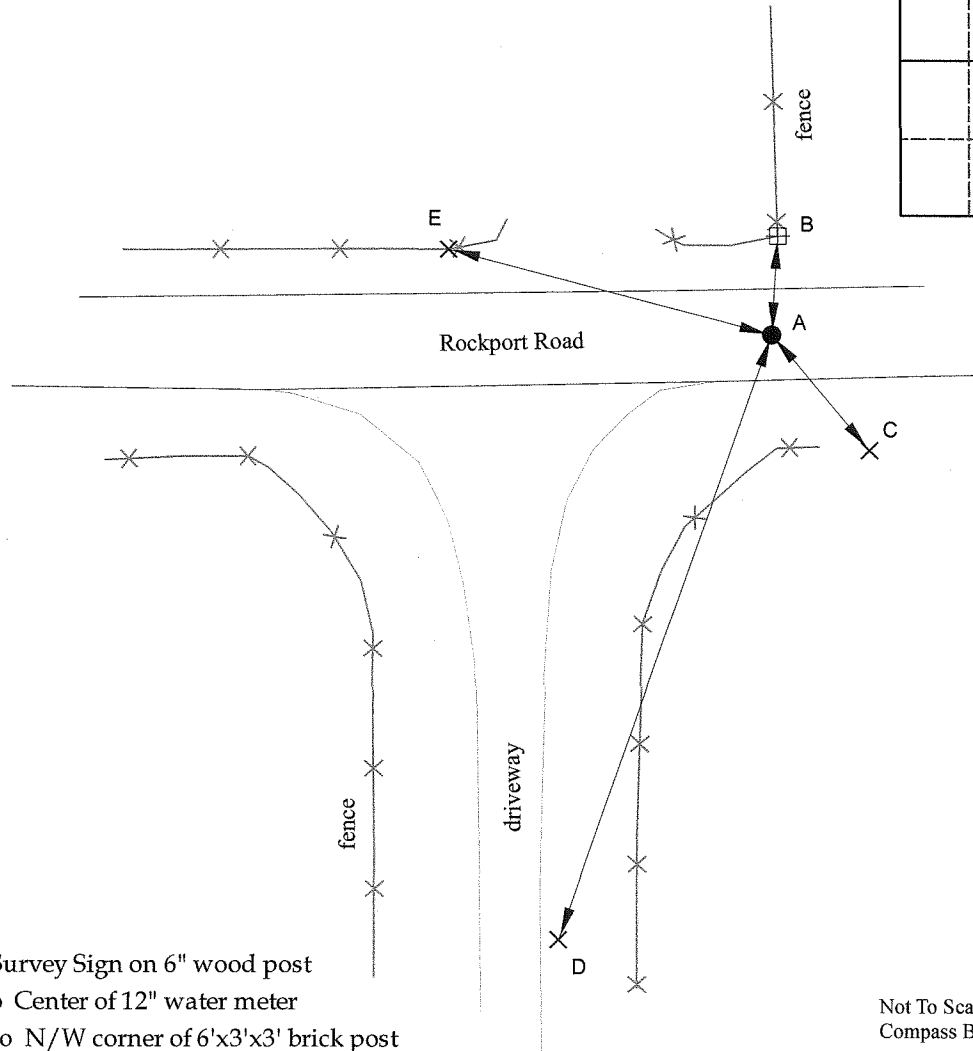 fence
E
B
A
Rockport Road
C
fence
driveway
D
Survey Sign on 6" wood post
Center of 12" water meter
N/W corner of 6'x3'x3' brick post
Not To
Compass